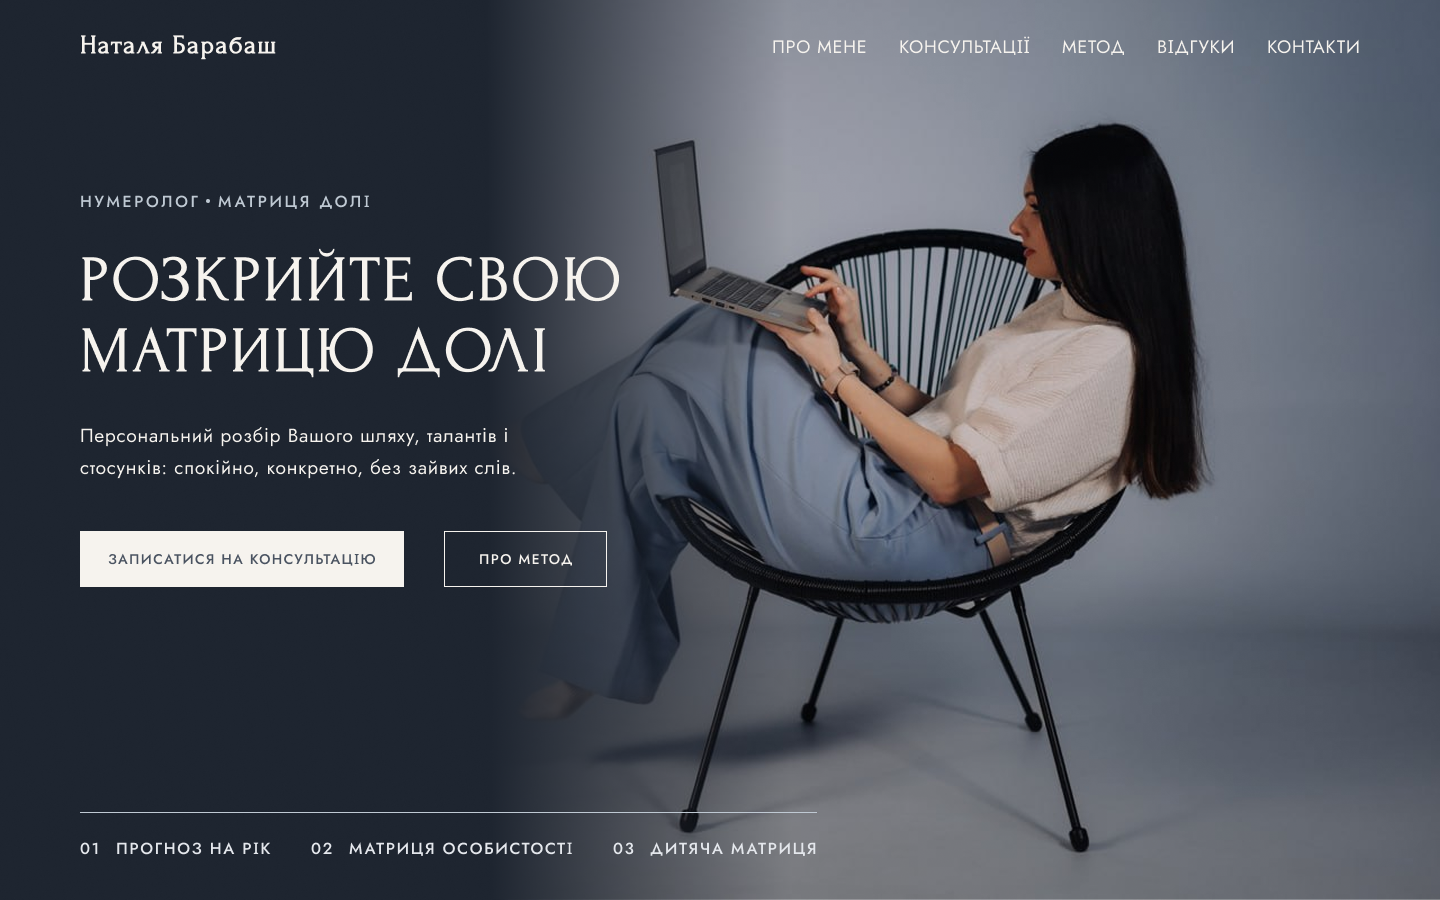 Наталя Барабаш
ПРО МЕНЕ
КОНСУЛЬТАЦІЇ
МЕТОД
ВІДГУКИ
КОНТАКТИ
НУМЕРОЛОГ • МАТРИЦЯ ДОЛІ
РОЗКРИЙТЕ СВОЮ
МАТРИЦЮ ДОЛІ
Персональний розбір Вашого шляху, талантів і
стосунків: спокійно, конкретно, без зайвих слів.
ЗАПИСАТИСЯ НА КОНСУЛЬТАЦІЮ
ПРО МЕТОД
01 ПРОГНОЗ НА РІК
02 МАТРИЦЯ ОСОБИСТОСТІ
03 ДИТЯЧА МАТРИЦЯ